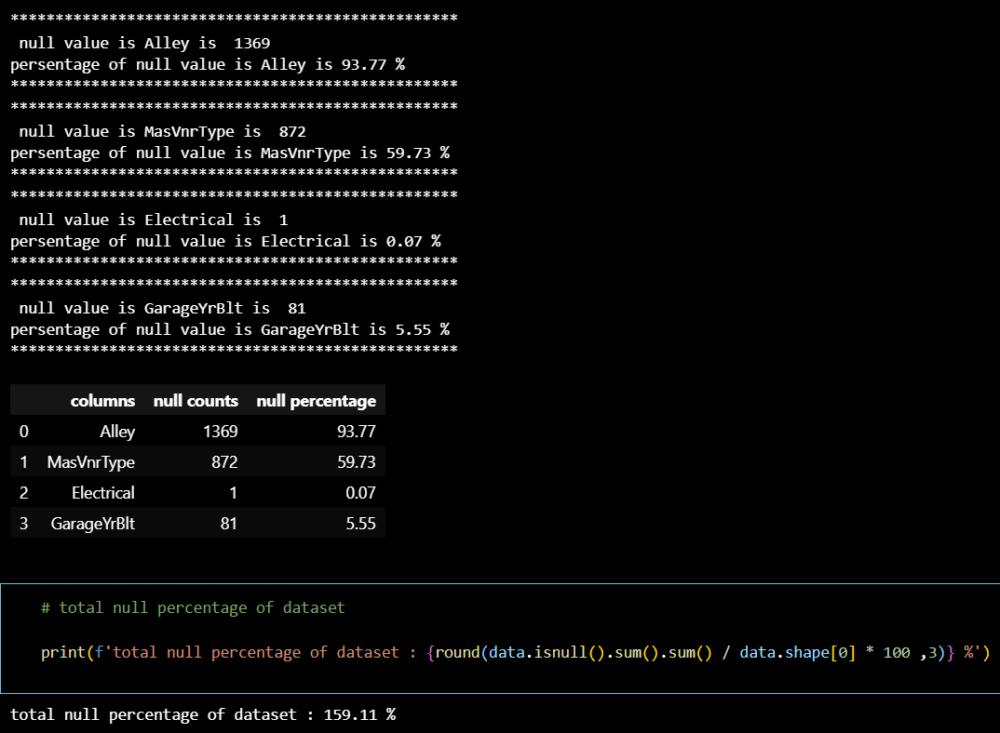 **************************************************
 null value is Alley is  1369
persentage of null value is Alley is 93.77 %
**************************************************
**************************************************
 null value is MasVnrType is  872
persentage of null value is MasVnrType is 59.73 %
**************************************************
**************************************************
 null value is Electrical is  1
persentage of null value is Electrical is 0.07 %
**************************************************
**************************************************
 null value is GarageYrBlt is  81
persentage of null value is GarageYrBlt is 5.55 %
**************************************************
columns null counts null percentage
0 Alley 1369 93.77
1 MasVnrType 872 59.73
2 Electrical 1 0.07
3 GarageYrBlt 81 5.55
# total null percentage of dataset
print(f'total null percentage of dataset : {round(data.isnull().sum().sum() / data.shape[0] * 100 ,3)} %')
total null percentage of dataset : 159.11 %